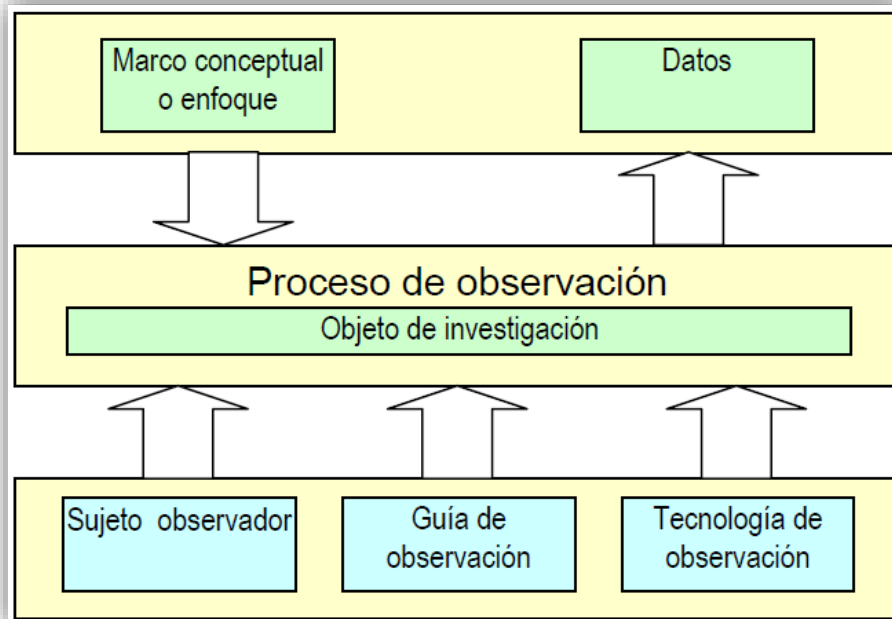 Marco conceptual
o enfoque
Datos
Proceso de observación
Objeto de investigación
Sujeto observador
Guía de
observación
Tecnología de
observación